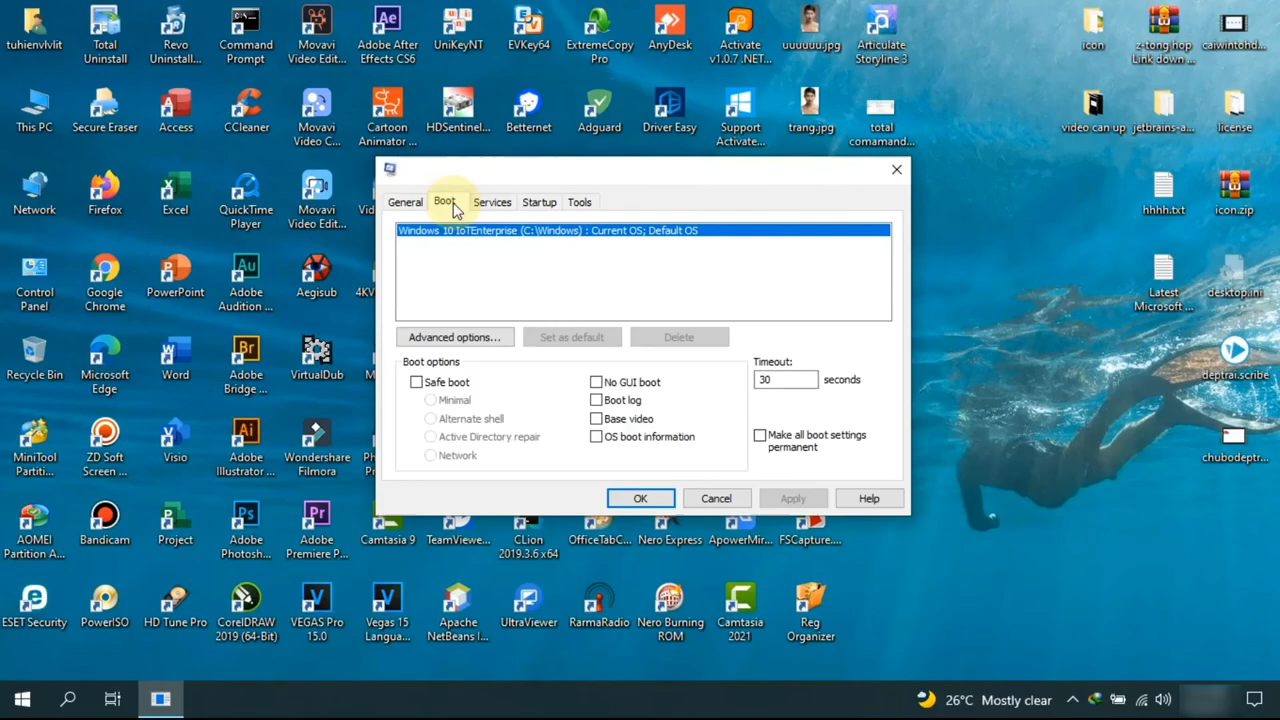 tuhienvlvit
Total
Uninstall
Revo
Uninstall...
Command
Prompt
Movavi
Video Edit...
Adobe After
Effects CS6
UniKeyNT
EVKey64
ExtremeCopy
Pro
AnyDesk
Activate
v1.0.7 .NET...
uuuuuu.jpg
Articulate
Storyline 3
icon
z-tong hop
Link down ...
caiwintohd...
This PC
Secure Eraser
Access
CCleaner
Movavi
Video C...
Cartoon
Animator ...
HDSentinel...
Betternet
Adguard
Driver Easy
Support
Activate...
trang.jpg
total
comamand...
video can up
jetbrains-a...
license
General
Boot
Services
Startup
Tools
Windows 10 IoTEnterprise (C:\Windows) : Current OS; Default OS
Advanced options...
Set as default
Delete
Boot options
Safe boot
Minimal
Alternate shell
Active Directory repair
Network
No GUI boot
Boot log
Base video
OS boot information
Timeout:
30
seconds
Make all boot settings
permanent
OK
Cancel
Apply
Help
Network
Firefox
Excel
QuickTime
Player
Movavi
Video Edit...
hhhh.txt
icon.zip
Control
Panel
Google
Chrome
PowerPoint
Adobe
Audition ...
Aegisub
Latest
Microsoft ...
desktop.ini
Recycle Bin
Microsoft
Edge
Word
Adobe
Bridge ...
VirtualDub
deptrai.scribe
MiniTool
Partiti...
ZD Soft
Screen ...
Visio
Adobe
Illustrator ...
Wondershare
Filmora
chubodeptr...
AOMEI
Partition A...
Bandicam
Project
Adobe
Photosh...
Adobe
Premiere P...
Camtasia 9
TeamViewe...
CLion
2019.3.6 x64
OfficeTabC...
Nero Express
ApowerMir...
FSCapture....
ESET Security
PowerISO
HD Tune Pro
CorelDRAW
2019 (64-Bit)
VEGAS Pro
15.0
Vegas 15
Langua...
Apache
NetBeans I...
UltraViewer
RarmaRadio
Nero Burning
ROM
Camtasia
2021
Reg
Organizer
26°C Mostly clear